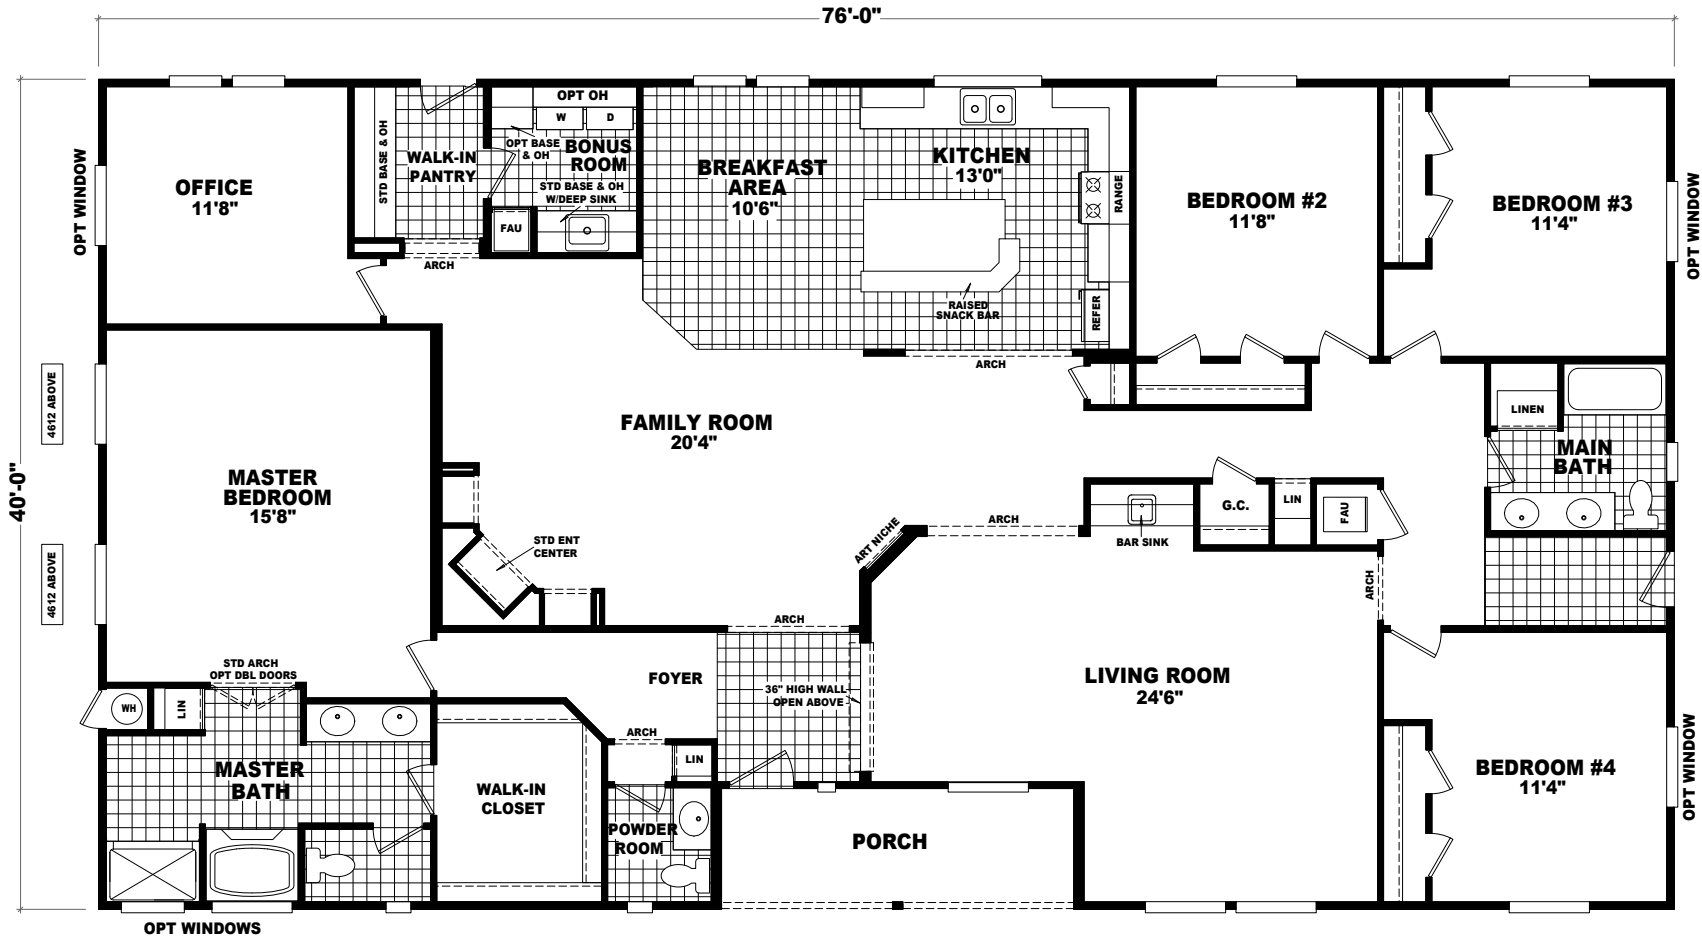 76'-0"
40'-0"
OPT WINDOW
OFFICE
11'8"
STD BASE & OH
WALK-IN
PANTRY
ARCH
OPT OH
W
D
OPT BASE
& OH
BONUS
ROOM
STD BASE & OH
W/DEEP SINK
FAU
BREAKFAST
AREA
10'6"
KITCHEN
13'0"
RANGE
RAISED
SNACK BAR
REFER
ARCH
BEDROOM #2
11'8"
BEDROOM #3
11'4"
OPT WINDOW
4612 ABOVE
4612 ABOVE
MASTER
BEDROOM
15'8"
FAMILY ROOM
20'4"
STD ENT
CENTER
ART NICHE
ARCH
BAR SINK
G.C.
LIN
FAU
LINEN
MAIN
BATH
ARCH
ARCH
STD ARCH
OPT DBL DOORS
FOYER
36" HIGH WALL
OPEN ABOVE
LIVING ROOM
24'6"
WH
LIN
MASTER
BATH
WALK-IN
CLOSET
ARCH
LIN
POWDER
ROOM
PORCH
BEDROOM #4
11'4"
OPT WINDOW
OPT WINDOWS